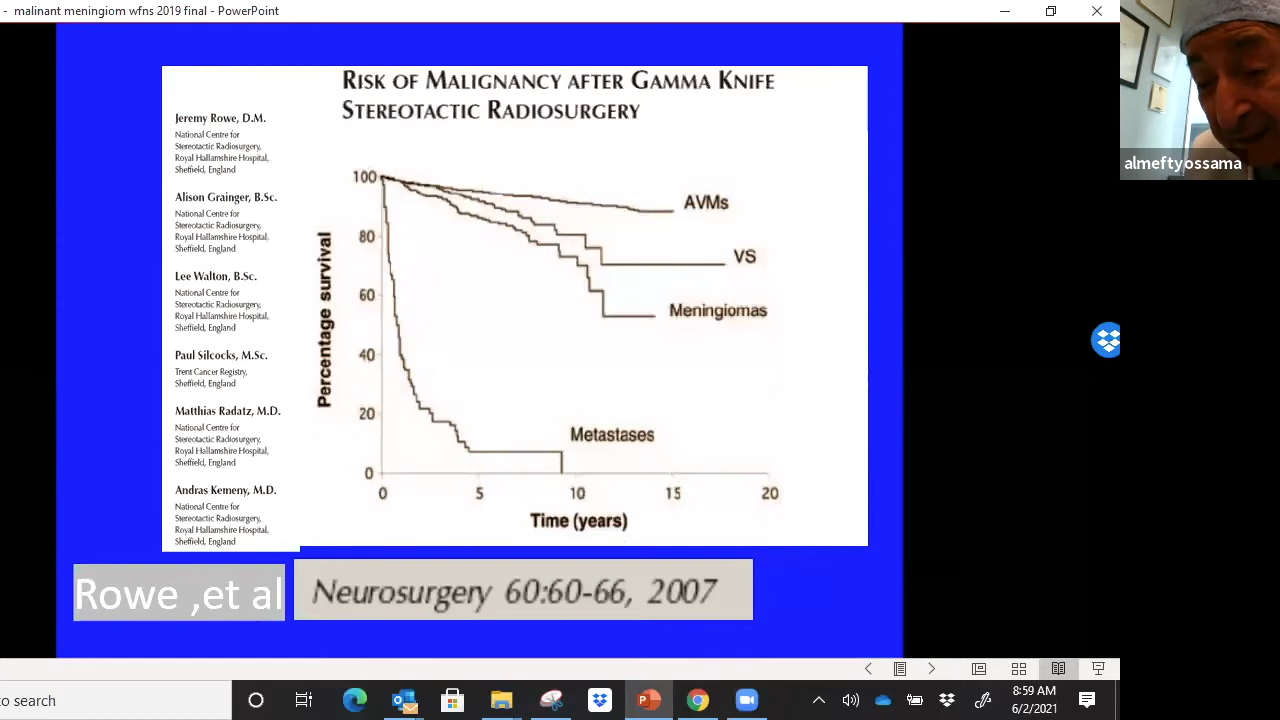 - malinant meningiom wfns 2019 final - PowerPoint
almeftyossama
RISK OF MALIGNANCY AFTER GAMMA KNIFE
STEREOTACTIC RADIOSURGERY
Jeremy Rowe, D.M.
National Centre for
Stereotactic Radiosurgery,
Royal Hallamshire Hospital,
Sheffield, England
Alison Grainger, B.Sc.
National Centre for
Stereotactic Radiosurgery,
Royal Hallamshire Hospital,
Sheffield, England
Lee Walton, B.Sc.
National Centre for
Stereotactic Radiosurgery,
Royal Hallamshire Hospital,
Sheffield, England
Paul Silcocks, M.Sc.
Trent Cancer Registry,
Sheffield, England
Matthias Radatz, M.D.
National Centre for
Stereotactic Radiosurgery,
Royal Hallamshire Hospital,
Sheffield, England
Andras Kemeny, M.D.
National Centre for
Stereotactic Radiosurgery,
Royal Hallamshire Hospital,
Sheffield, England
Percentage survival
100
80
60
40
20
0
AVMs
VS
Meningiomas
Metastases
0 5 10 15 20
Time (years)
Rowe ,et al
Neurosurgery 60:60-66, 2007
to search
8:59 AM
6/2/2021